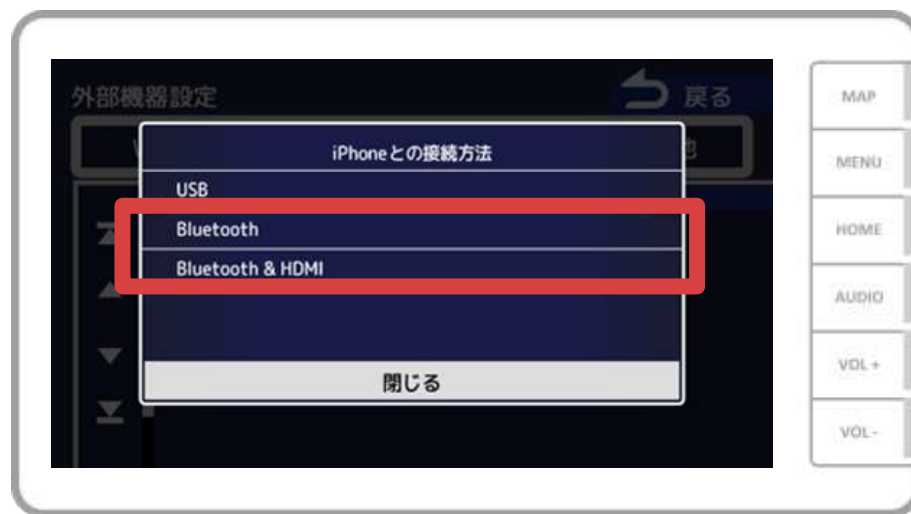 外部機器設定
戻る
iPhoneとの接続方法
USB
Bluetooth
Bluetooth & HDMI
閉じる
MAP
MENU
HOME
AUDIO
VOL +
VOL -